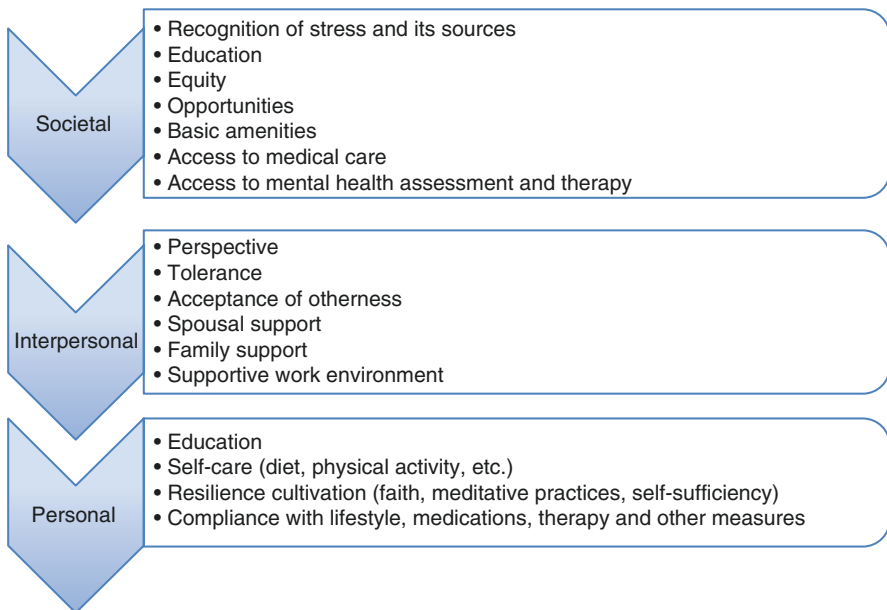 Societal
• Recognition of stress and its sources
• Education
• Equity
• Opportunities
• Basic amenities
• Access to medical care
• Access to mental health assessment and therapy
Interpersonal
• Perspective
• Tolerance
• Acceptance of otherness
• Spousal support
• Family support
• Supportive work environment
Personal
• Education
• Self-care (diet, physical activity, etc.)
• Resilience cultivation (faith, meditative practices, self-sufficiency)
• Compliance with lifestyle, medications, therapy and other measures